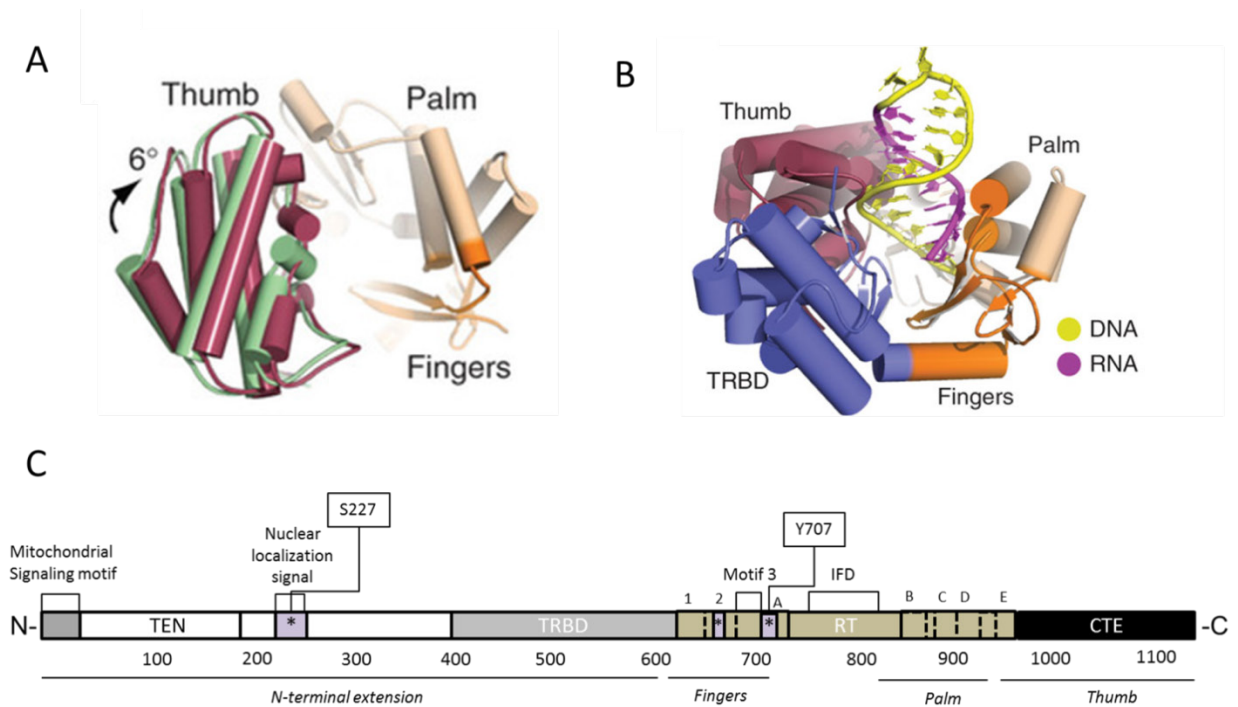 A
Thumb
Palm
6°
Fingers
B
Thumb
Palm
DNA
RNA
TRBD
Fingers
C
S227
Y707
Mitochondrial
Signaling motif
Nuclear
localization
signal
Motif 3
IFD
1 2 A B C D E
N- TEN * TRBD * * RT CTE -C
100 200 300 400 500 600 700 800 900 1000 1100
N-terminal extension Fingers Palm Thumb